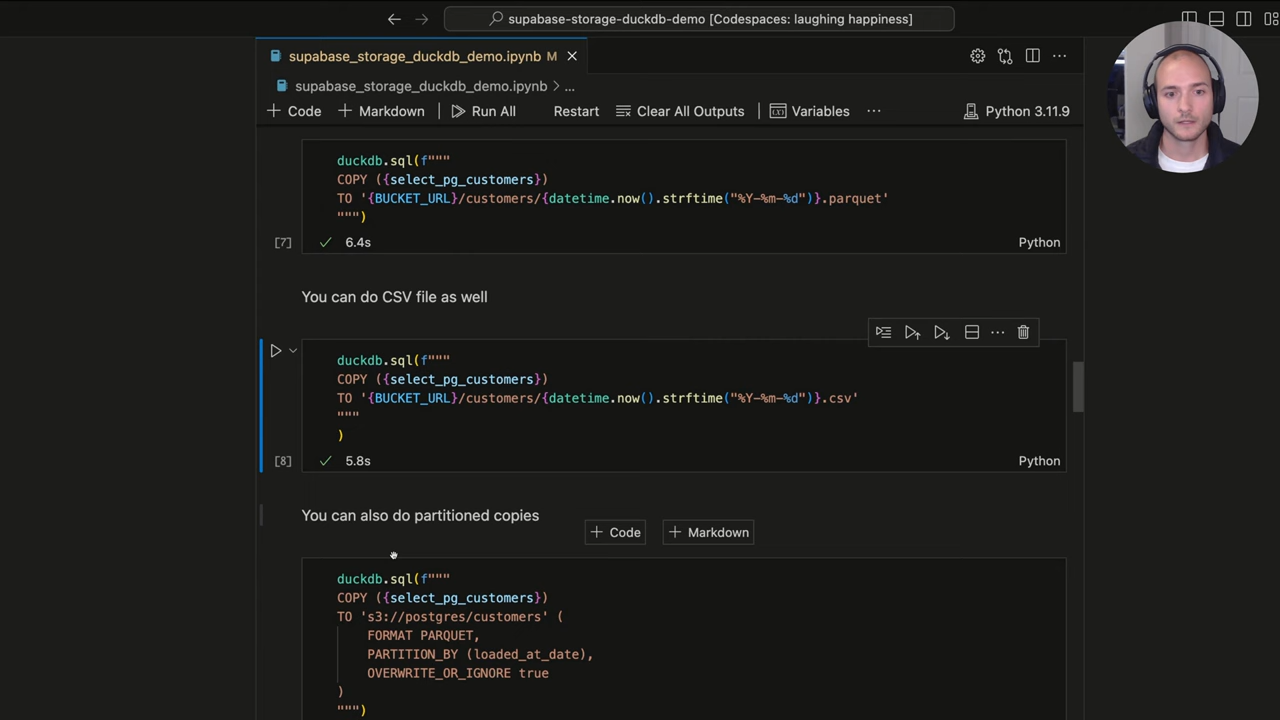 supabase-storage-duckdb-demo [Codespaces: laughing happiness]
supabase_storage_duckdb_demo.ipynb M
supabase_storage_duckdb_demo.ipynb > ...
+ Code + Markdown Run All Restart Clear All Outputs Variables ... Python 3.11.9
duckdb.sql(f"""
COPY ({select_pg_customers})
TO '{BUCKET_URL}/customers/{datetime.now().strftime("%Y-%m-%d")}.parquet'
""")
[7] 6.4s Python
You can do CSV file as well
duckdb.sql(f"""
COPY ({select_pg_customers})
TO '{BUCKET_URL}/customers/{datetime.now().strftime("%Y-%m-%d")}.csv'
"""
)
[8] 5.8s Python
You can also do partitioned copies
+ Code + Markdown
duckdb.sql(f"""
COPY ({select_pg_customers})
TO 's3://postgres/customers' (
FORMAT PARQUET,
PARTITION_BY (loaded_at_date),
OVERWRITE_OR_IGNORE true
)
""")